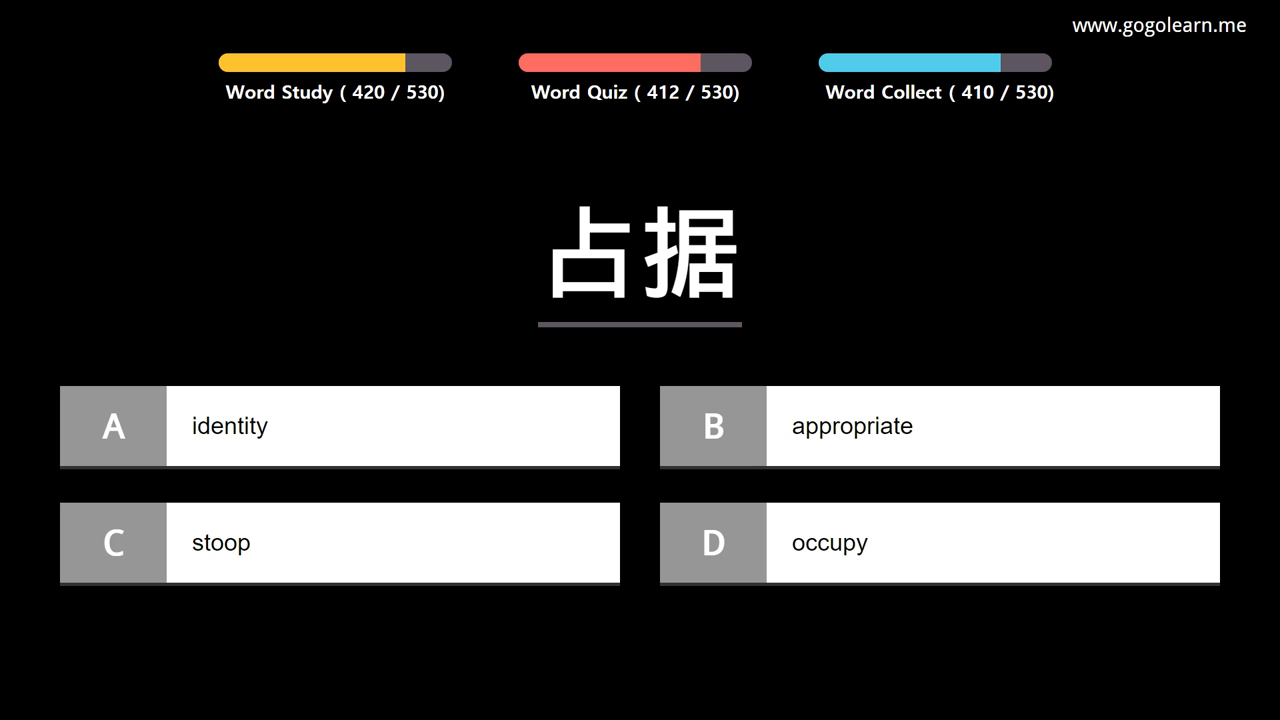 www.gogolearn.me
Word Study ( 420 / 530)
Word Quiz ( 412 / 530)
Word Collect ( 410 / 530)
占据
A identity
B appropriate
C stoop
D occupy